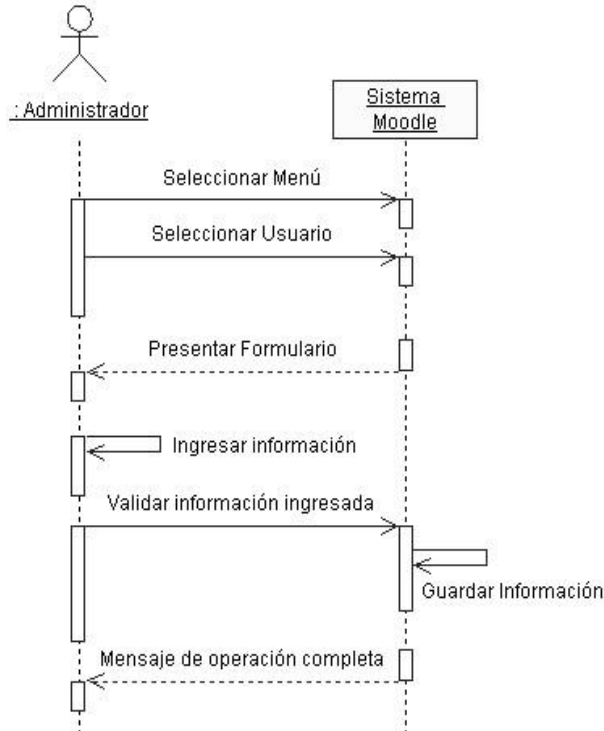 : Administrador
Sistema
Moodle
Seleccionar Menú
Seleccionar Usuario
Presentar Formulario
Ingresar información
Validar información ingresada
Guardar Información
Mensaje de operación completa